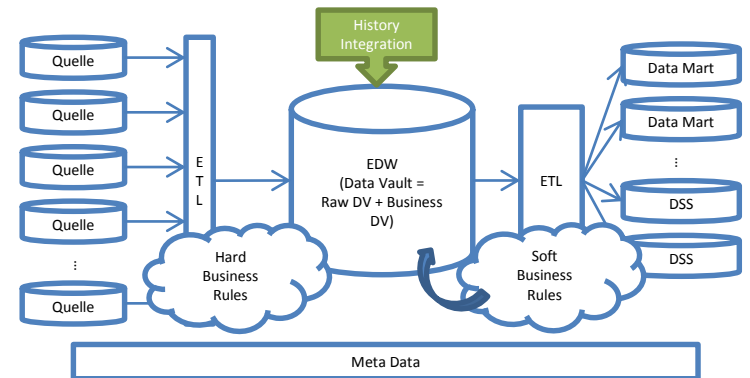 History
Integration
Quelle
Quelle
Quelle
Quelle
...
Quelle
E
T
L
Hard
Business
Rules
EDW
(Data Vault =
Raw DV + Business
DV)
ETL
Soft
Business
Rules
Data Mart
Data Mart
...
DSS
DSS
Meta Data